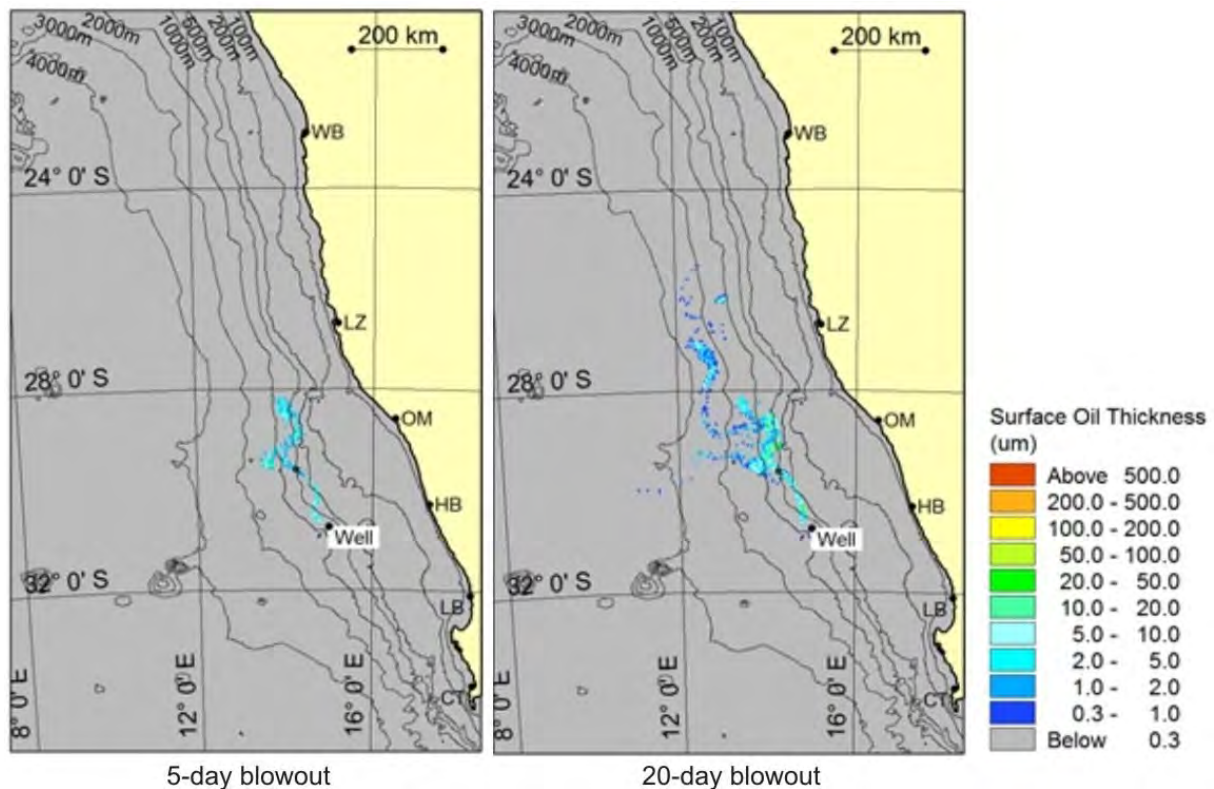 3000m
2000m
1000m
500m
200m
100m
4000m
200 km
WB
24° 0' S
LZ
28° 0' S
OM
HB
Well
32° 0' S
LB
8° 0' E
12° 0' E
16° 0' E
CT
5-day blowout
3000m
2000m
1000m
500m
200m
100m
4000m
200 km
WB
24° 0' S
LZ
28° 0' S
OM
HB
Well
32° 0' S
LB
8° 0' E
12° 0' E
16° 0' E
CT
20-day blowout
Surface Oil Thickness
(um)
Above 500.0
200.0 - 500.0
100.0 - 200.0
50.0 - 100.0
20.0 - 50.0
10.0 - 20.0
5.0 - 10.0
2.0 - 5.0
1.0 - 2.0
0.3 - 1.0
Below 0.3